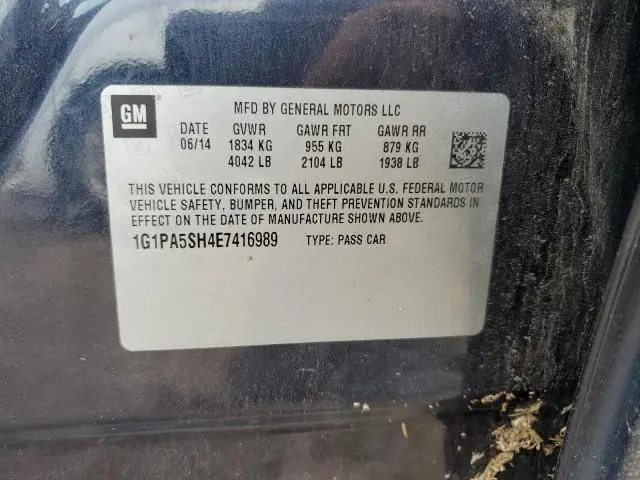 GM
MFD BY GENERAL MOTORS LLC
DATE GVWR GAWR FRT GAWR RR
06/14 1834 KG 955 KG 879 KG
4042 LB 2104 LB 1938 LB
THIS VEHICLE CONFORMS TO ALL APPLICABLE U.S. FEDERAL MOTOR
VEHICLE SAFETY, BUMPER, AND THEFT PREVENTION STANDARDS IN
EFFECT ON THE DATE OF MANUFACTURE SHOWN ABOVE.
1G1PA5SH4E7416989 TYPE: PASS CAR